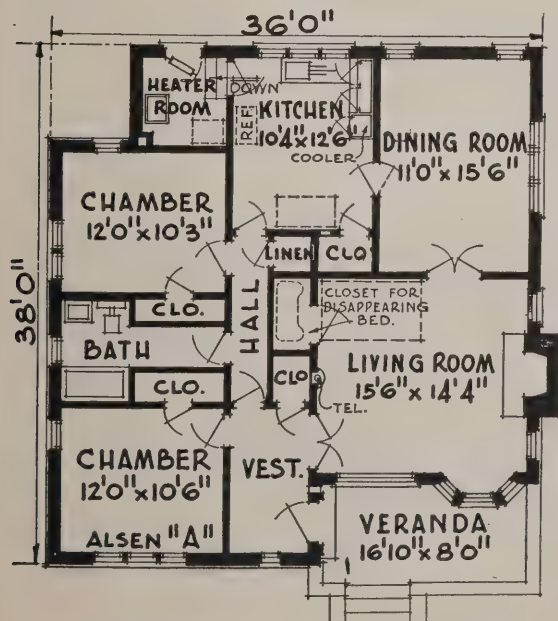 36'0"
38'0"
HEATER
ROOM
DOWN
REF.
KITCHEN
10'4"x12'6"
COOLER
DINING ROOM
11'0"x15'6"
CHAMBER
12'0"x10'3"
LINEN
CLO
HALL
CLO.
BATH
CLO.
CLOSET FOR
DISAPPEARING
BED.
CLO
TEL.
LIVING ROOM
15'6"x14'4"
CHAMBER
12'0"x10'6"
ALSEN "A"
VEST.
VERANDA
16'10"x8'0"